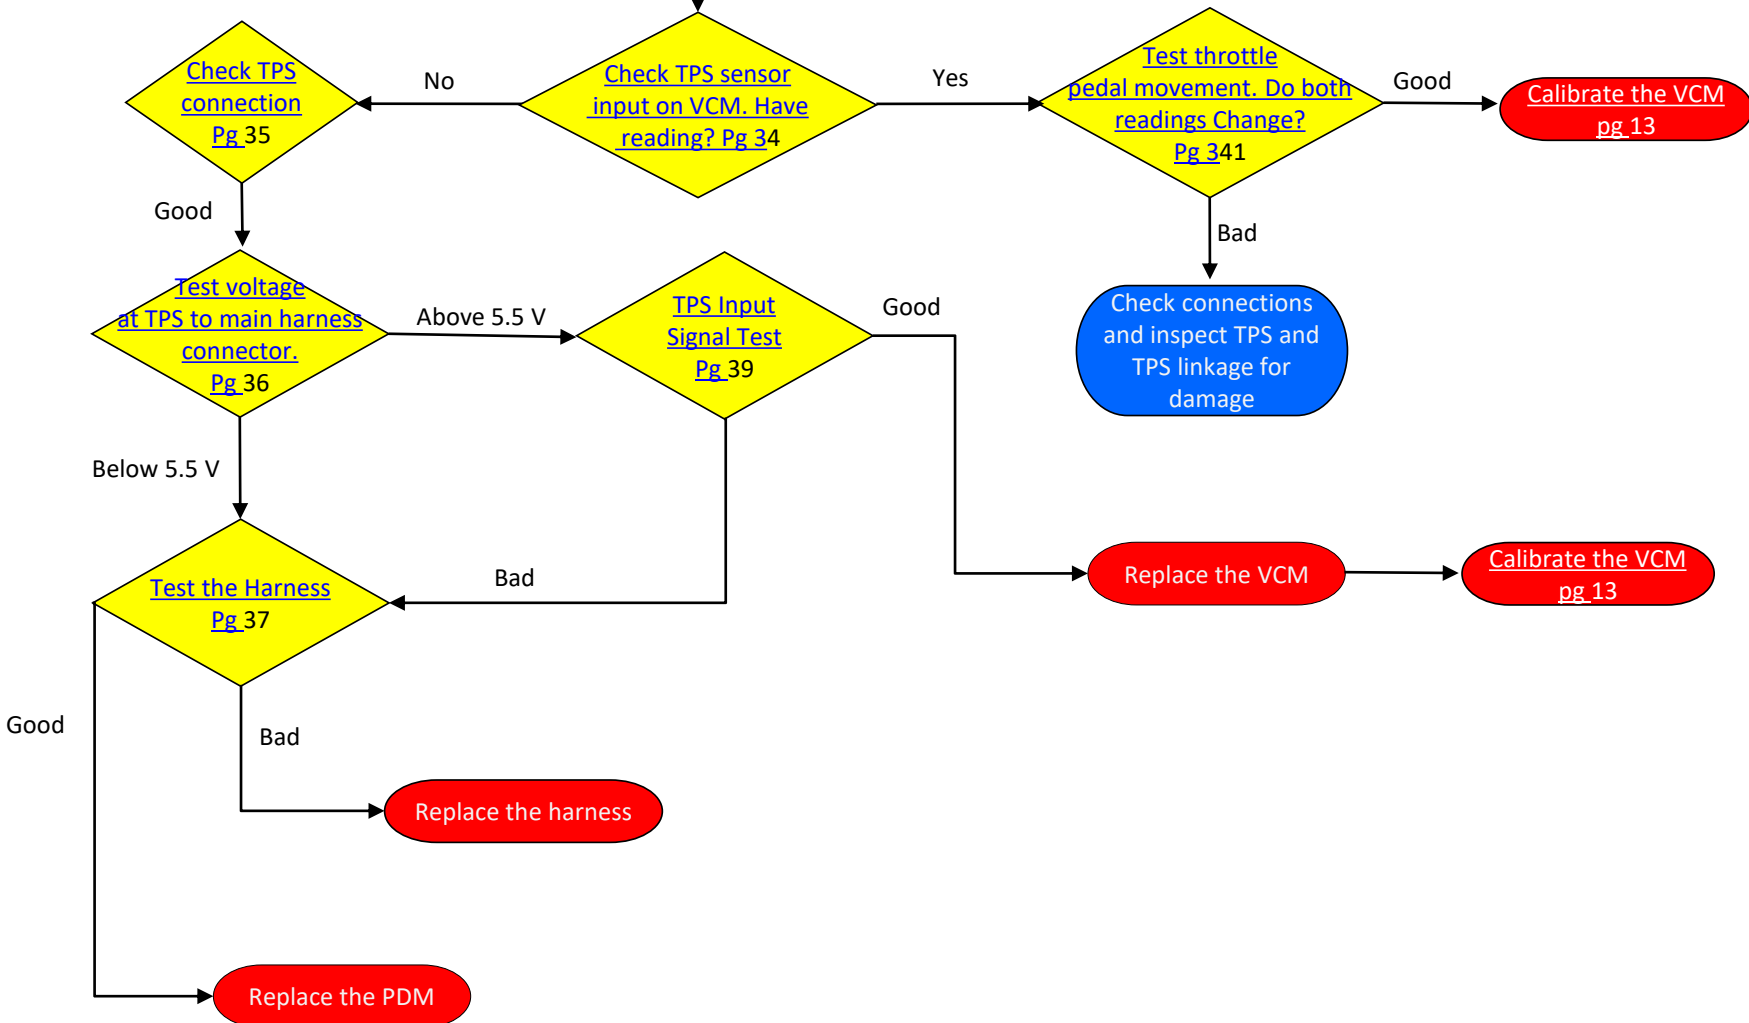 Check TPS
connection
Pg 35
No
Check TPS sensor
input on VCM. Have
reading? Pg 34
Yes
Test throttle
pedal movement. Do both
readings Change?
Pg 341
Good
Calibrate the VCM
pg 13
Good
Bad
Test voltage
at TPS to main harness
connector.
Pg 36
Above 5.5 V
TPS Input
Signal Test
Pg 39
Good
Check connections
and inspect TPS and
TPS linkage for
damage
Below 5.5 V
Test the Harness
Pg 37
Bad
Replace the VCM
Calibrate the VCM
pg 13
Good
Bad
Replace the harness
Replace the PDM